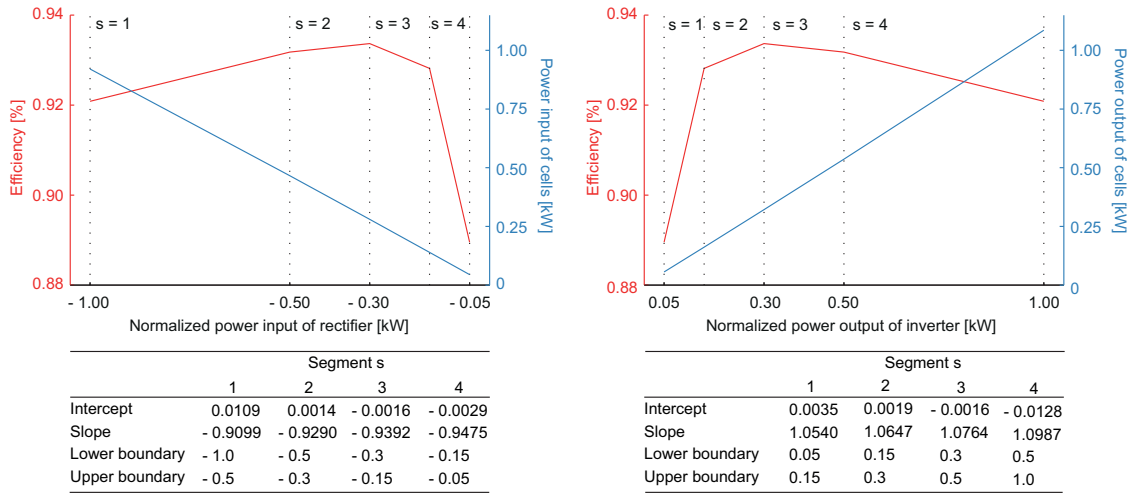 0.94
0.92
0.90
0.88
Efficiency [%]
s = 1
s = 2
s = 3
s = 4
1.00
0.75
0.50
0.25
0
Power input of cells [kW]
- 1.00
- 0.50
- 0.30
- 0.05
Normalized power input of rectifier [kW]
Segment s
1 2 3 4
Intercept 0.0109 0.0014 - 0.0016 - 0.0029
Slope - 0.9099 - 0.9290 - 0.9392 - 0.9475
Lower boundary - 1.0 - 0.5 - 0.3 - 0.15
Upper boundary - 0.5 - 0.3 - 0.15 - 0.05
0.94
0.92
0.90
0.88
Efficiency [%]
s = 1
s = 2
s = 3
s = 4
1.00
0.75
0.50
0.25
0
Power output of cells [kW]
0.05
0.30
0.50
1.00
Normalized power output of inverter [kW]
Segment s
1 2 3 4
Intercept 0.0035 0.0019 - 0.0016 - 0.0128
Slope 1.0540 1.0647 1.0764 1.0987
Lower boundary 0.05 0.15 0.3 0.5
Upper boundary 0.15 0.3 0.5 1.0